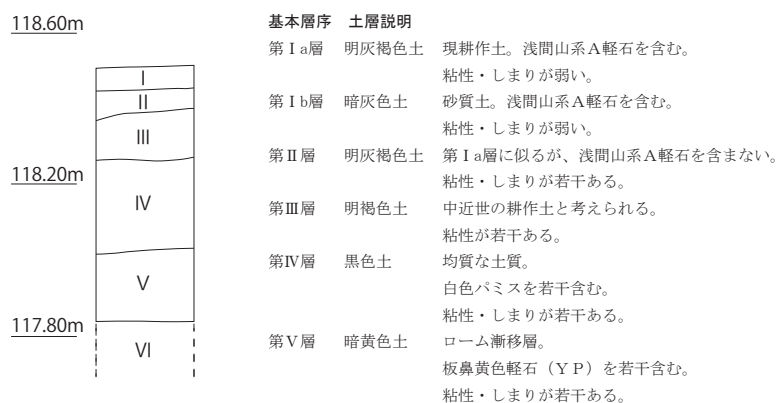 118.60m
118.20m
117.80m
I
II
III
IV
V
VI
基本層序　土層説明
第Ⅰa層　明灰褐色土　現耕作土。浅間山系A軽石を含む。
粘性・しまりが弱い。
第Ⅰb層　暗灰色土　砂質土。浅間山系A軽石を含む。
粘性・しまりが弱い。
第Ⅱ層　明灰褐色土　第Ⅰa層に似るが、浅間山系A軽石を含まない。
粘性・しまりが若干ある。
第Ⅲ層　明褐色土　中近世の耕作土と考えられる。
粘性が若干ある。
第Ⅳ層　黒色土　均質な土質。
白色パミスを若干含む。
粘性・しまりが若干ある。
第Ⅴ層　暗黄色土　ローム漸移層。
板鼻黄色軽石（ＹＰ）を若干含む。
粘性・しまりが若干ある。